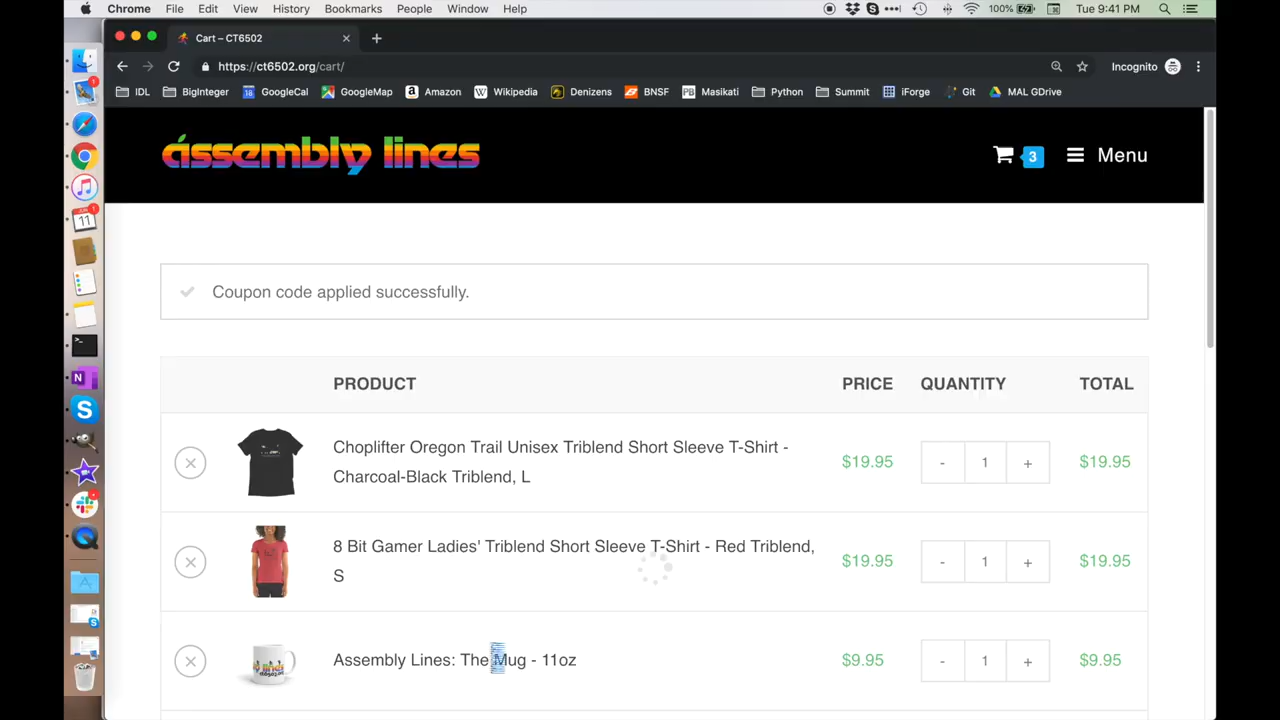 Chrome File Edit View History Bookmarks People Window Help 100% Tue 9:41 PM
Cart – CT6502
https://ct6502.org/cart/ Incognito
IDL BigInteger GoogleCal GoogleMap Amazon Wikipedia Denizens BNSF Masikati Python Summit iForge Git MAL GDrive
assembly lines
3 Menu
Coupon code applied successfully.
PRODUCT PRICE QUANTITY TOTAL
Choplifter Oregon Trail Unisex Triblend Short Sleeve T-Shirt -
Charcoal-Black Triblend, L
$19.95 - 1 + $19.95
8 Bit Gamer Ladies' Triblend Short Sleeve T-Shirt - Red Triblend,
S
$19.95 - 1 + $19.95
Assembly Lines: The Mug - 11oz $9.95 - 1 + $9.95